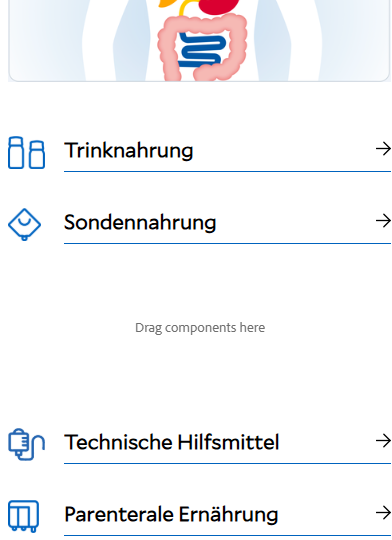 Trinknahrung
Sondennahrung
Drag components here
Technische Hilfsmittel
Parenterale Ernährung